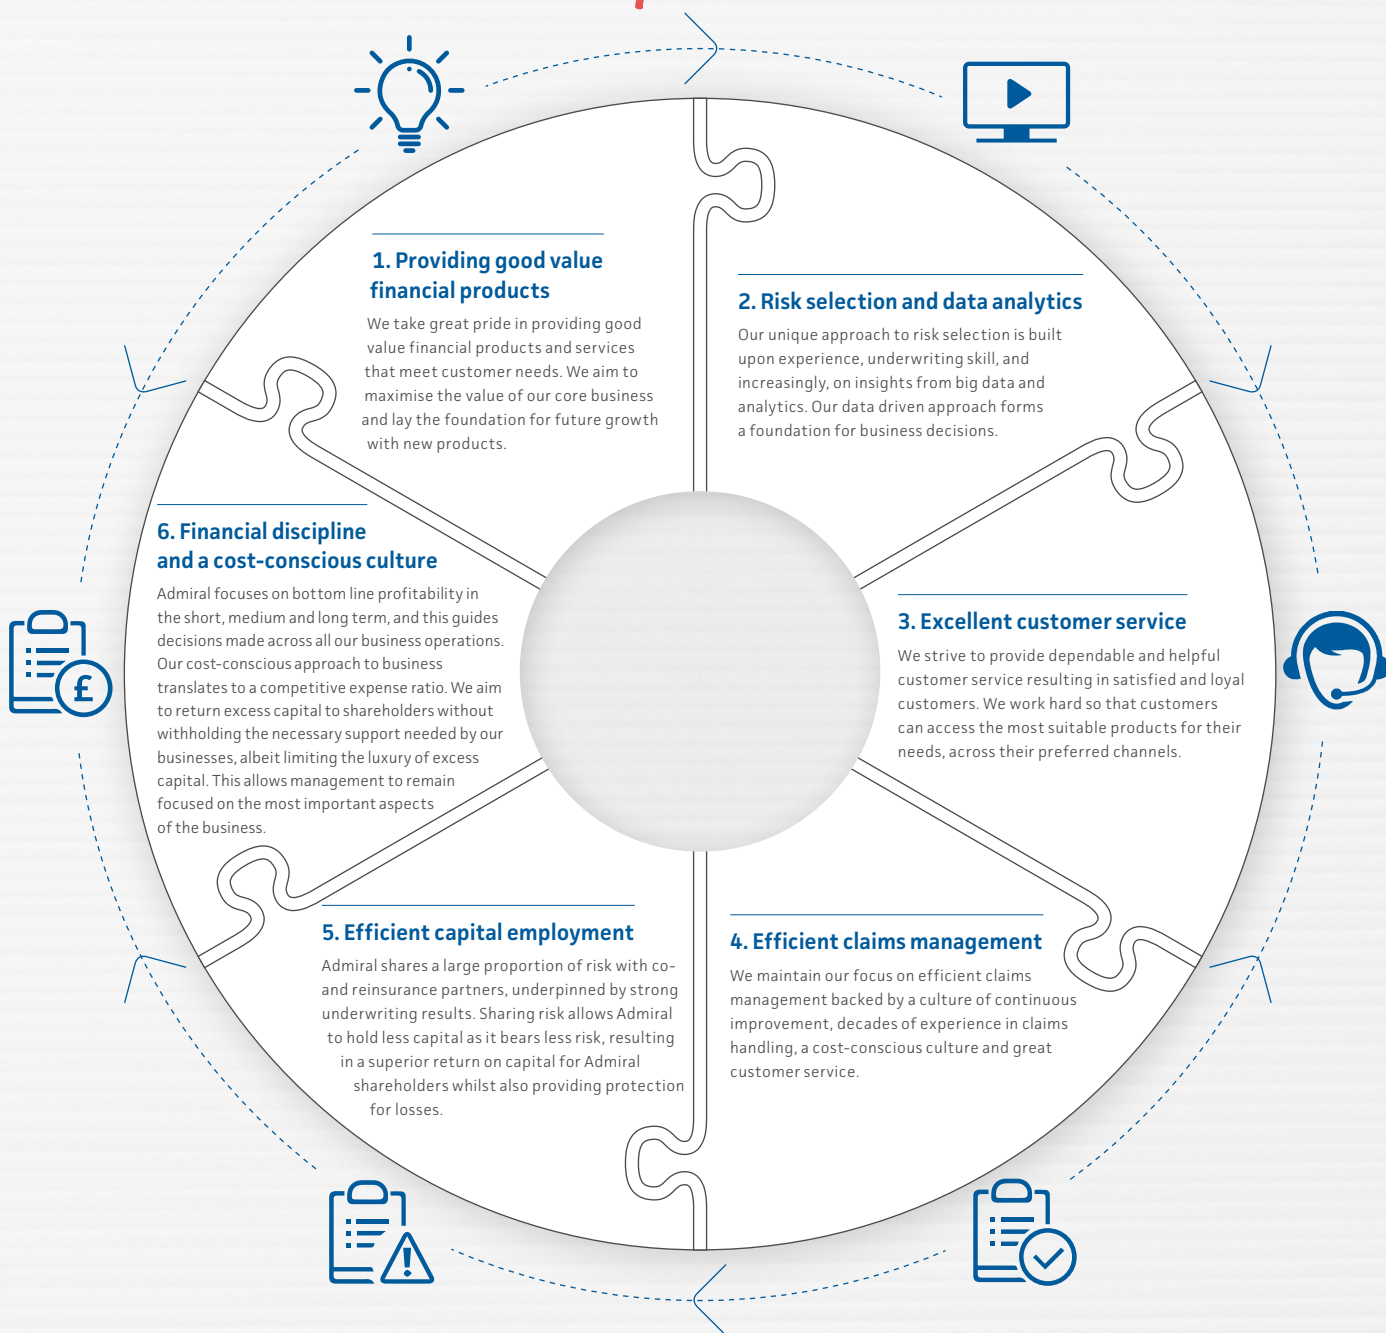 1. Providing good value
financial products
We take great pride in providing good
value financial products and services
that meet customer needs. We aim to
maximise the value of our core business
and lay the foundation for future growth
with new products.
2. Risk selection and data analytics
Our unique approach to risk selection is built
upon experience, underwriting skill, and
increasingly, on insights from big data and
analytics. Our data driven approach forms
a foundation for business decisions.
3. Excellent customer service
We strive to provide dependable and helpful
customer service resulting in satisfied and loyal
customers. We work hard so that customers
can access the most suitable products for their
needs, across their preferred channels.
4. Efficient claims management
We maintain our focus on efficient claims
management backed by a culture of continuous
improvement, decades of experience in claims
handling, a cost-conscious culture and great
customer service.
5. Efficient capital employment
Admiral shares a large proportion of risk with co-
and reinsurance partners, underpinned by strong
underwriting results. Sharing risk allows Admiral
to hold less capital as it bears less risk, resulting
in a superior return on capital for Admiral
shareholders whilst also providing protection
for losses.
6. Financial discipline
and a cost-conscious culture
Admiral focuses on bottom line profitability in
the short, medium and long term, and this guides
decisions made across all our business operations.
Our cost-conscious approach to business
translates to a competitive expense ratio. We aim
to return excess capital to shareholders without
withholding the necessary support needed by our
businesses, albeit limiting the luxury of excess
capital. This allows management to remain
focused on the most important aspects
of the business.
£